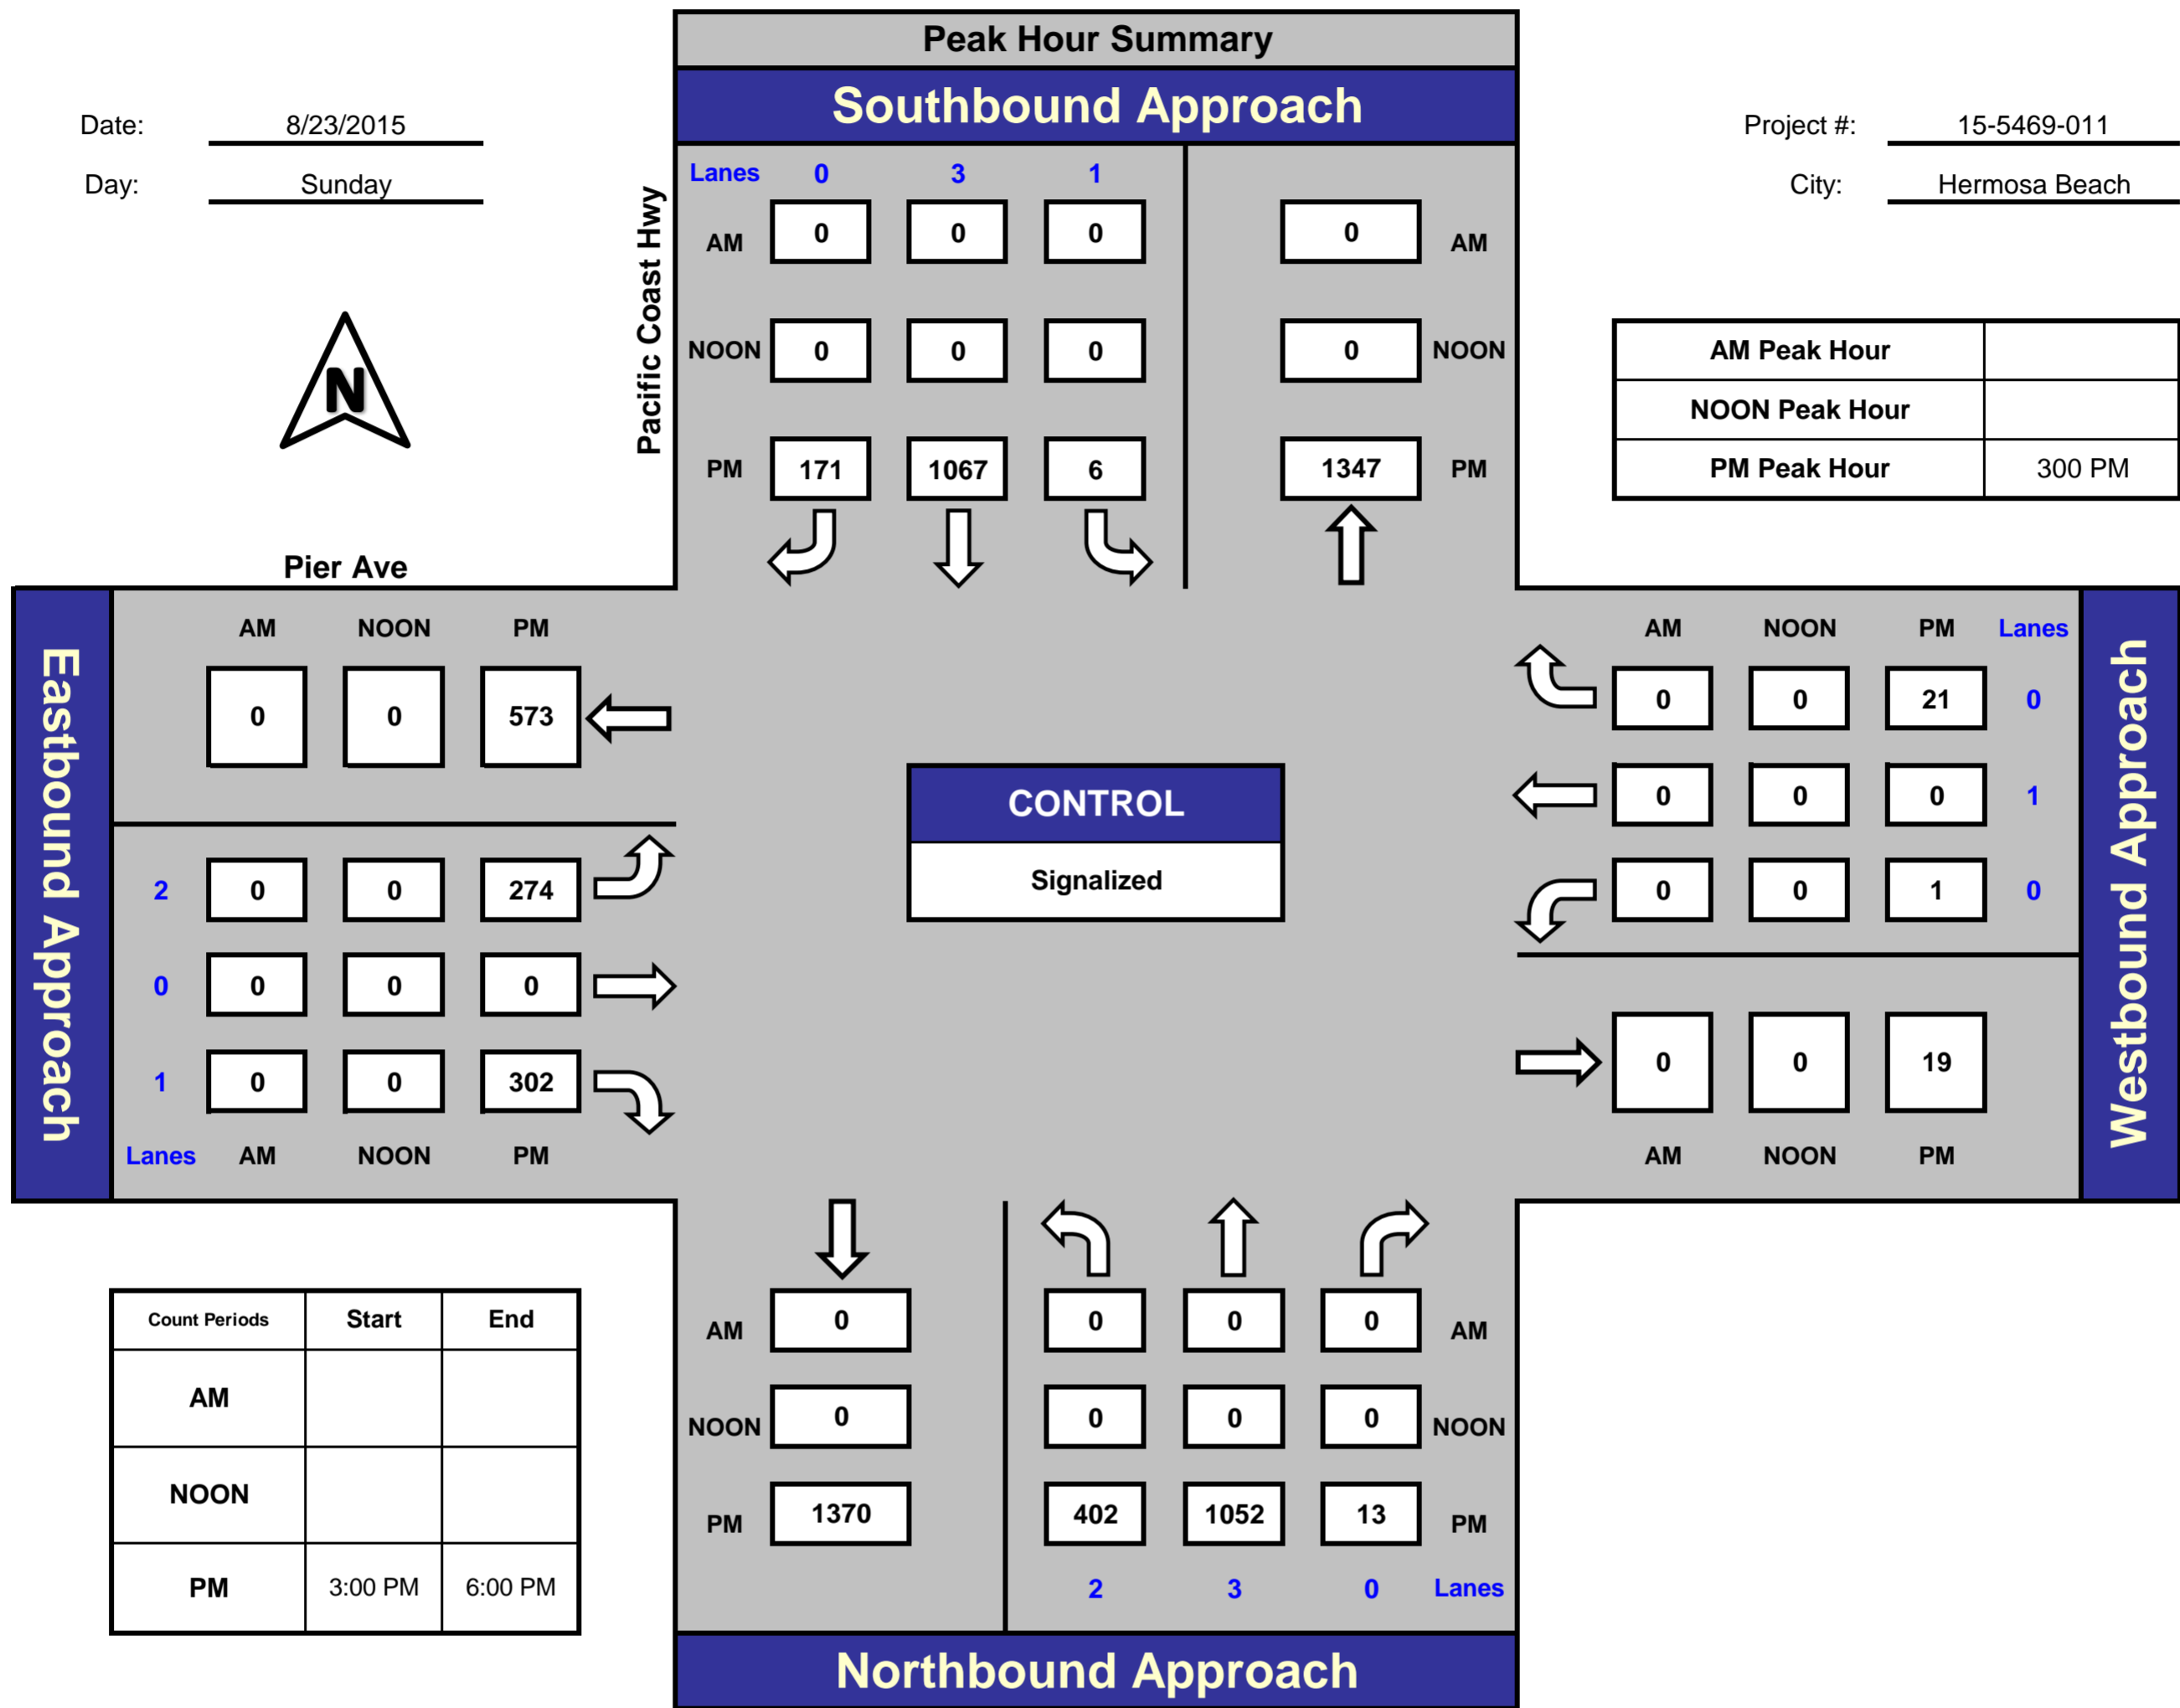 Peak Hour Summary
Southbound Approach
Date: 8/23/2015
Project #: 15-5469-011
Day: Sunday
City: Hermosa Beach
Pacific Coast Hwy
Lanes 0 3 1
AM 0 0 0 0 AM
NOON 0 0 0 0 NOON
PM 171 1067 6 1347 PM
N
AM Peak Hour
NOON Peak Hour
PM Peak Hour 300 PM
Pier Ave
Eastbound Approach
AM NOON PM
0 0 573
2 0 0 274
0 0 0 0
1 0 0 302
Lanes AM NOON PM
CONTROL
Signalized
AM NOON PM Lanes
0 0 21 0
0 0 0 1
0 0 1 0
0 0 19
AM NOON PM
Westbound Approach
Count Periods Start End
AM
NOON
PM 3:00 PM 6:00 PM
AM 0 0 0 0 AM
NOON 0 0 0 0 NOON
PM 1370 402 1052 13 PM
2 3 0 Lanes
Northbound Approach